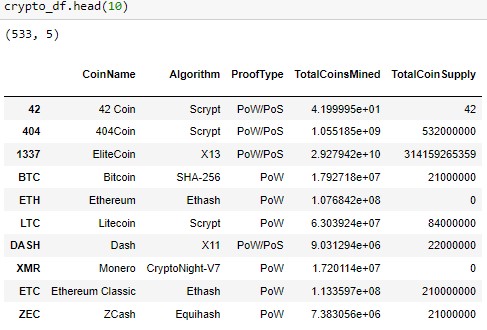 crypto_df.head(10)
(533, 5)
CoinName Algorithm ProofType TotalCoinsMined TotalCoinSupply
42 42 Coin Scrypt PoW/PoS 4.199995e+01 42
404 404Coin Scrypt PoW/PoS 1.055185e+09 532000000
1337 EliteCoin X13 PoW/PoS 2.927942e+10 314159265359
BTC Bitcoin SHA-256 PoW 1.792718e+07 21000000
ETH Ethereum Ethash PoW 1.076842e+08 0
LTC Litecoin Scrypt PoW 6.303924e+07 84000000
DASH Dash X11 PoW/PoS 9.031294e+06 22000000
XMR Monero CryptoNight-V7 PoW 1.720114e+07 0
ETC Ethereum Classic Ethash PoW 1.133597e+08 210000000
ZEC ZCash Equihash PoW 7.383056e+06 21000000